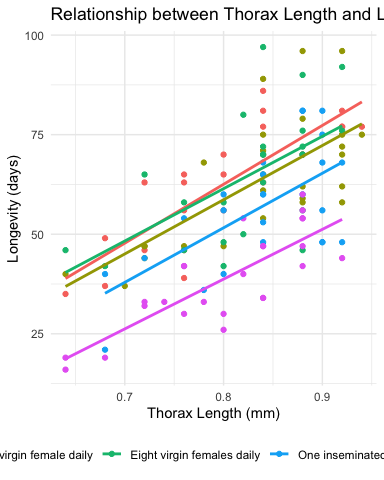 Relationship between Thorax Length and L
100
75
50
25
Longevity (days)
0.7 0.8 0.9
Thorax Length (mm)
virgin female daily Eight virgin females daily One inseminated